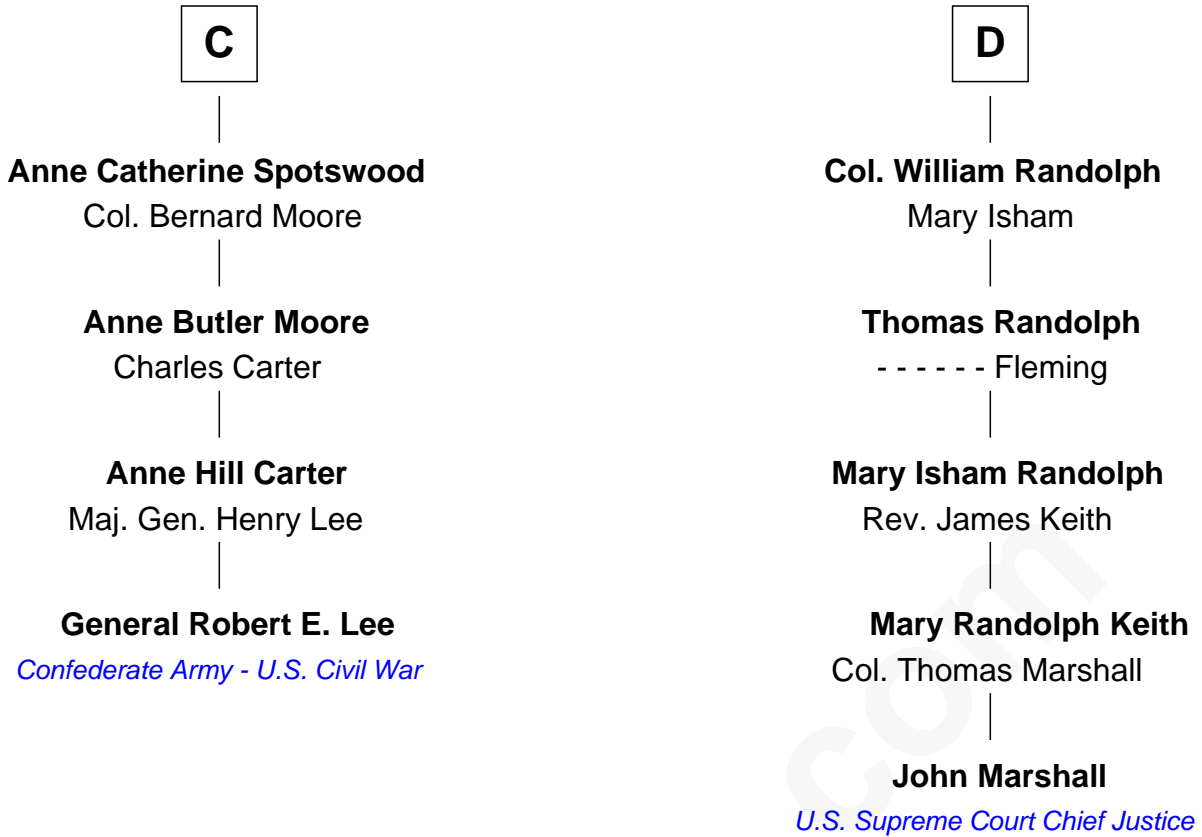 C
Anne Catherine Spotswood
Col. Bernard Moore
Anne Butler Moore
Charles Carter
Anne Hill Carter
Maj. Gen. Henry Lee
General Robert E. Lee
Confederate Army - U.S. Civil War
D
Col. William Randolph
Mary Isham
Thomas Randolph
- - - - - - Fleming
Mary Isham Randolph
Rev. James Keith
Mary Randolph Keith
Col. Thomas Marshall
John Marshall
U.S. Supreme Court Chief Justice
com